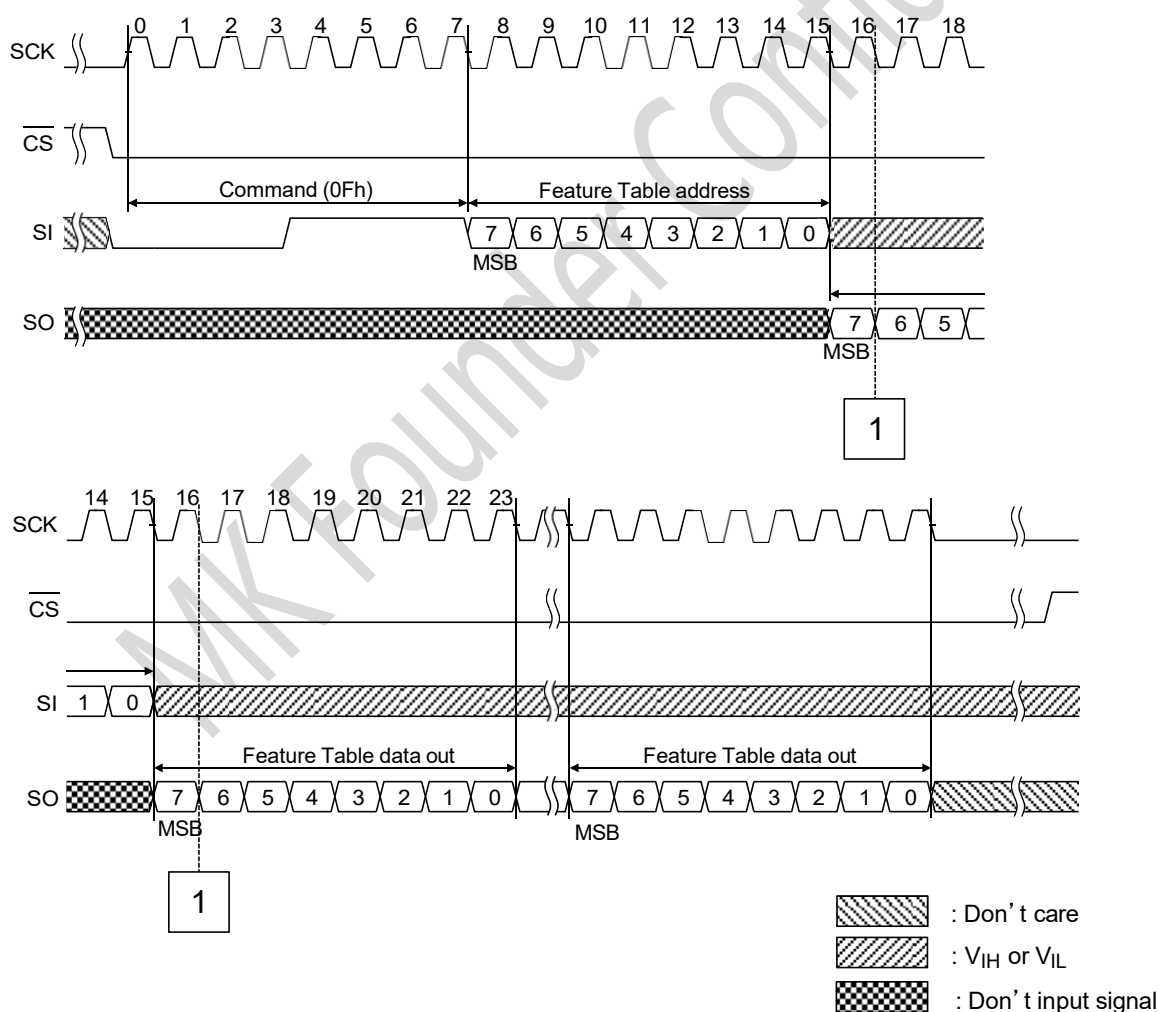 0 1 2 3 4 5 6 7 8 9 10 11 12 13 14 15 16 17 18
SCK
CS
Command (0Fh) Feature Table address
SI 7 6 5 4 3 2 1 0
MSB
SO 7 6 5
MSB
1
14 15 16 17 18 19 20 21 22 23
SCK
CS
SI 1 0
Feature Table data out Feature Table data out
SO 7 6 5 4 3 2 1 0 7 6 5 4 3 2 1 0
MSB MSB
1
: Don't care
: VIH or VIL
: Don't input signal
MK Founder